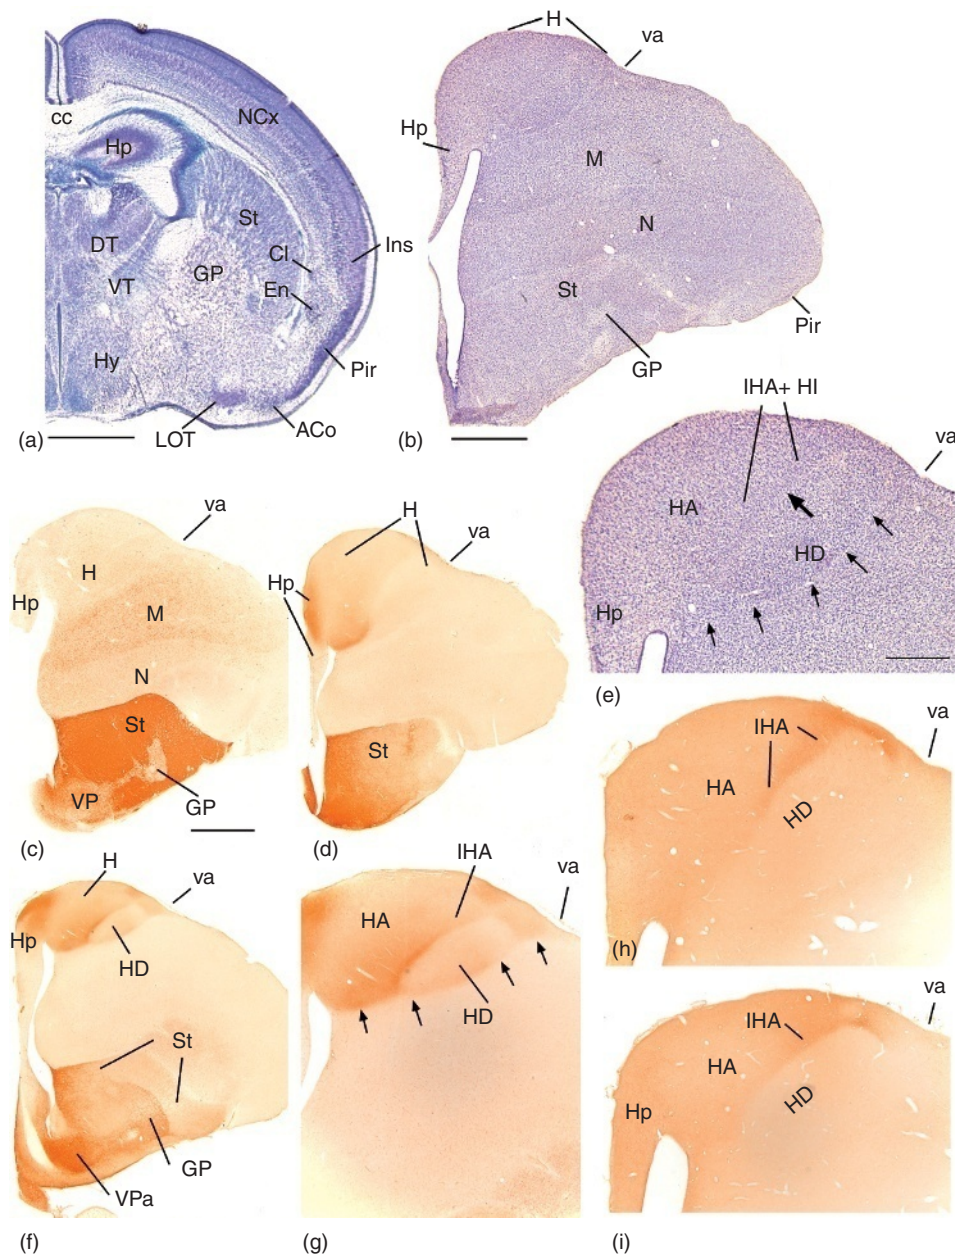 cc
NCx
Hp
St
DT
Cl
Ins
VT
GP
En
Hy
Pir
LOT
ACo
(a)
H
va
Hp
M
N
St
Pir
GP
(b)
IHA+ HI
va
HA
HD
Hp
(e)
va
H
Hp
M
N
St
VP
GP
(c)
H
va
Hp
St
(d)
IHA
va
HA
HD
(h)
H
va
Hp
HD
St
GP
VPa
(f)
IHA
va
HA
HD
(g)
IHA
va
HA
HD
Hp
(i)